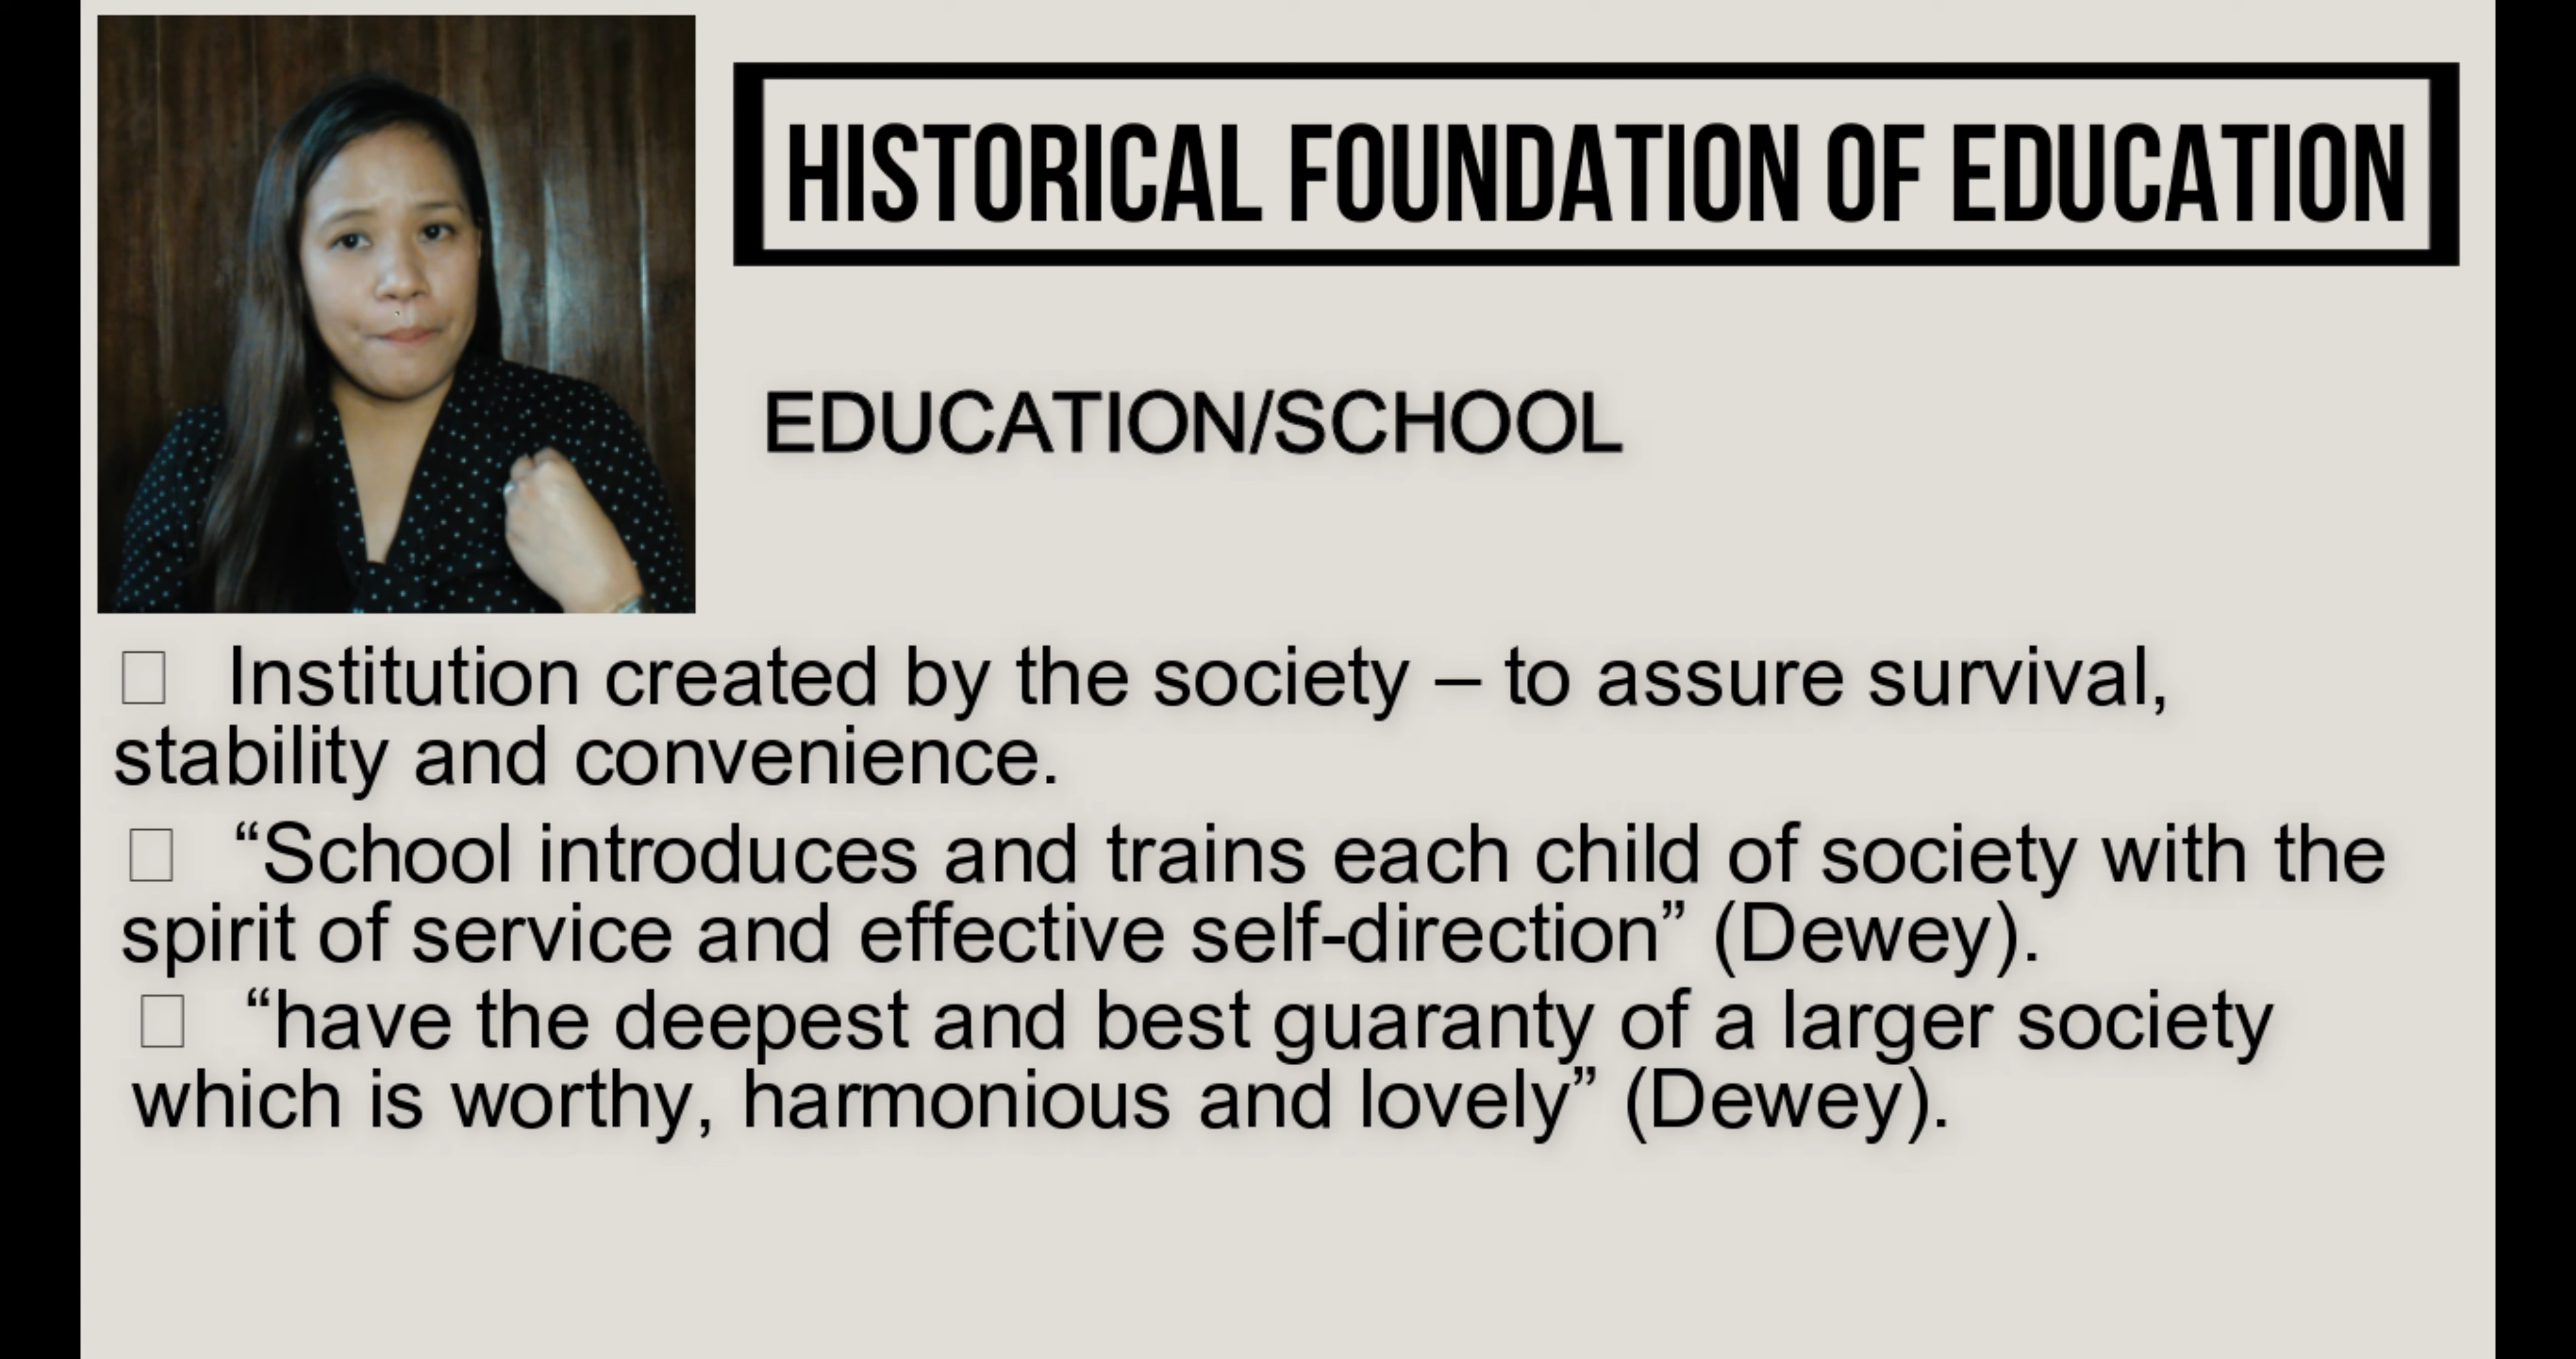 HISTORICAL FOUNDATION OF EDUCATION
EDUCATION/SCHOOL
Institution created by the society – to assure survival,
stability and convenience.
“School introduces and trains each child of society with the
spirit of service and effective self-direction” (Dewey).
“have the deepest and best guaranty of a larger society
which is worthy, harmonious and lovely” (Dewey).